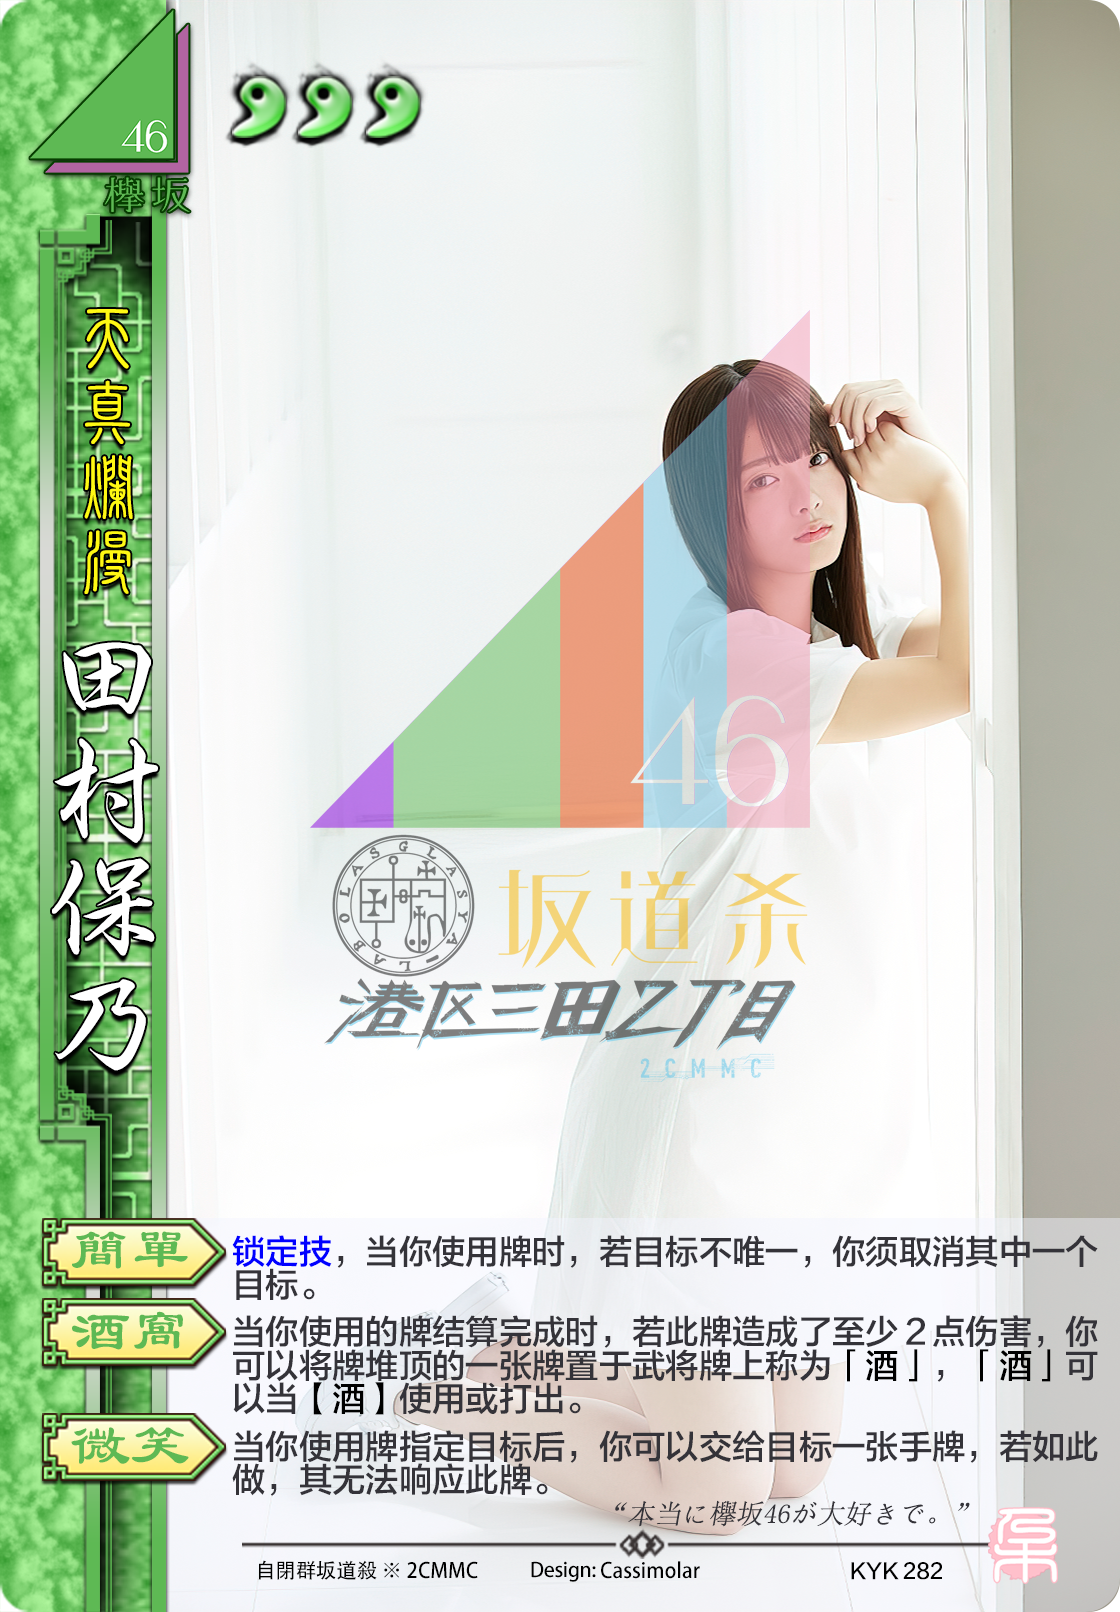 46
欅坂
天真爛漫
田村保乃
46
GLASYA-LABOLAS
坂道杀
港区三田乙丁目
2CMMC
簡單
锁定技，当你使用牌时，若目标不唯一，你须取消其中一个
目标。
酒窩
当你使用的牌结算完成时，若此牌造成了至少２点伤害，你
可以将牌堆顶的一张牌置于武将牌上称为「酒」，「酒」可
以当【酒】使用或打出。
微笑
当你使用牌指定目标后，你可以交给目标一张手牌，若如此
做，其无法响应此牌。
“本当に欅坂46が大好きで。”
自閉群坂道殺 ※ 2CMMC
Design: Cassimolar
KYK 282